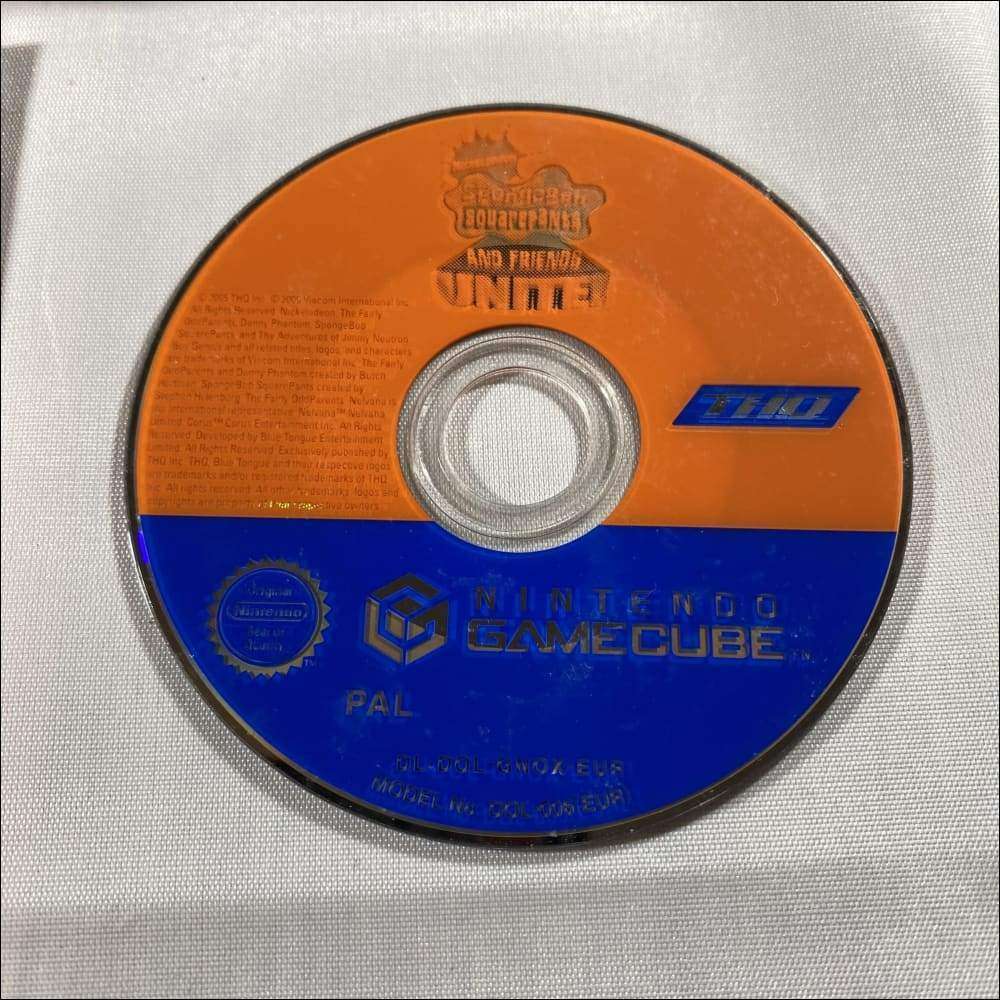 NICKELODEON
SpongeBob
SQUAREPANTS
AND FRIENDS
UNITE!
© 2005 THQ Inc. © 2005 Viacom International Inc.
All Rights Reserved. Nickelodeon, The Fairly
OddParents, Danny Phantom, SpongeBob
SquarePants, and The Adventures of Jimmy Neutron
Boy Genius and all related titles, logos, and characters
are trademarks of Viacom International Inc. The Fairly
OddParents and Danny Phantom created by Butch
Hartman. SpongeBob SquarePants created by
Stephen Hillenburg. The Fairly OddParents: Nelvana is
an international representative. Nelvana™ Nelvana
Limited. Corus™ Corus Entertainment Inc. All Rights
Reserved. Developed by Blue Tongue Entertainment
Limited. All Rights Reserved. Exclusively published by
THQ Inc. THQ, Blue Tongue and their respective logos
are trademarks and/or registered trademarks of THQ
Inc. All rights reserved. All other trademarks, logos and
copyrights are property of their respective owners.
THQ
Original
Nintendo
Seal of
Quality
TM
NINTENDO
GAMECUBE TM
PAL
DL-DOL-GNOX-EUR
MODEL No. DOL-006(EUR)